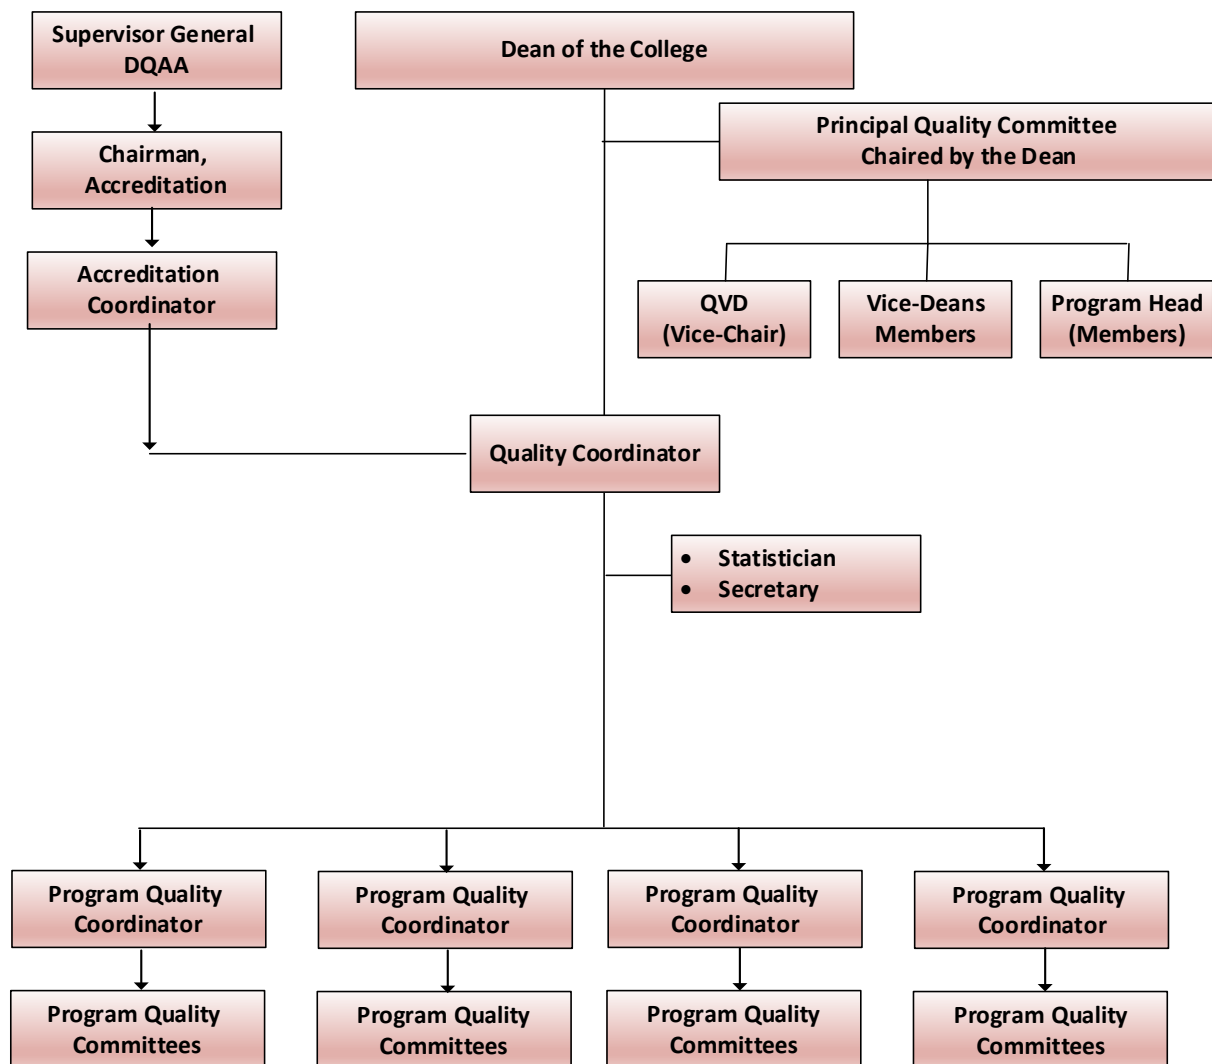 Supervisor General
DQAA
Dean of the College
Principal Quality Committee
Chaired by the Dean
Chairman,
Accreditation
Accreditation
Coordinator
QVD
(Vice-Chair)
Vice-Deans
Members
Program Head
(Members)
Quality Coordinator
• Statistician
• Secretary
Program Quality
Coordinator
Program Quality
Coordinator
Program Quality
Coordinator
Program Quality
Coordinator
Program Quality
Committees
Program Quality
Committees
Program Quality
Committees
Program Quality
Committees